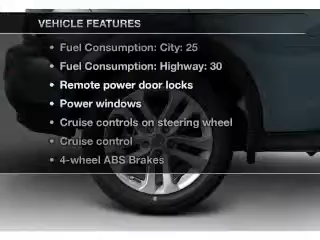 VEHICLE FEATURES
• Fuel Consumption: City: 25
• Fuel Consumption: Highway: 30
• Remote power door locks
• Power windows
• Cruise controls on steering wheel
• Cruise control
• 4-wheel ABS Brakes